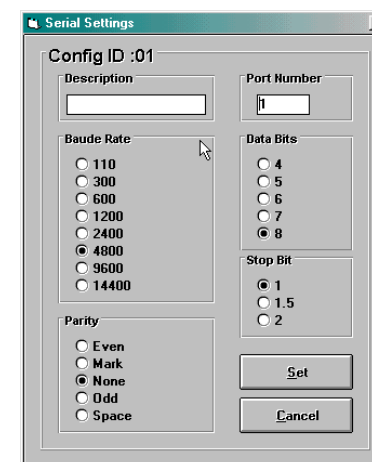 Serial Settings
Config ID :01
Description
Port Number
1
Baude Rate
110
300
600
1200
2400
4800
9600
14400
Data Bits
4
5
6
7
8
Stop Bit
1
1.5
2
Parity
Even
Mark
None
Odd
Space
Set
Cancel